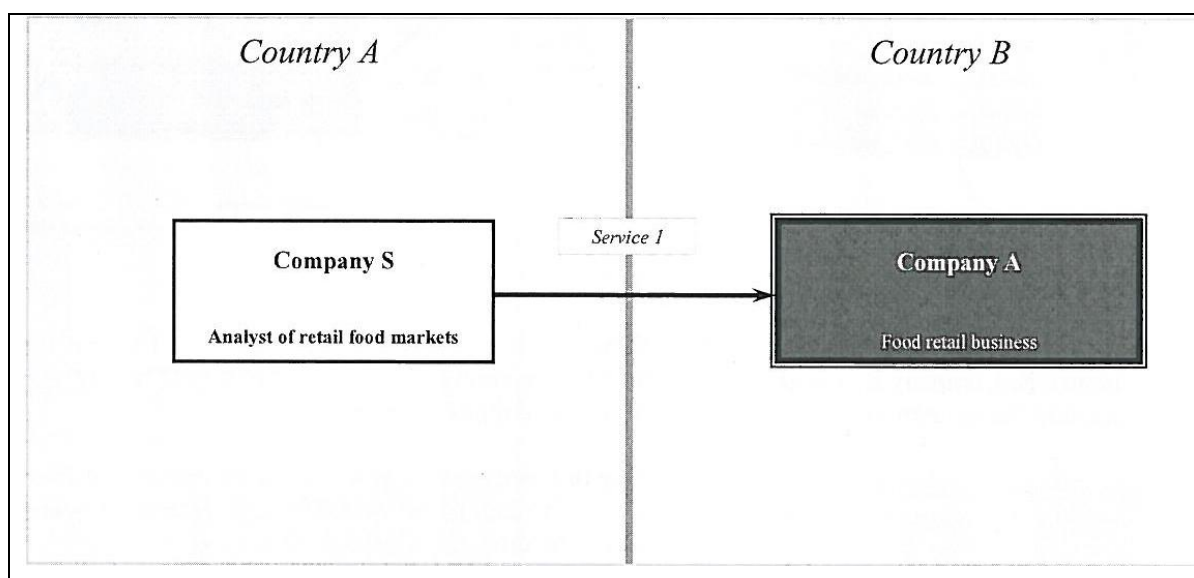 Country A
Country B
Service 1
Company S
Company A
Analyst of retail food markets
Food retail business